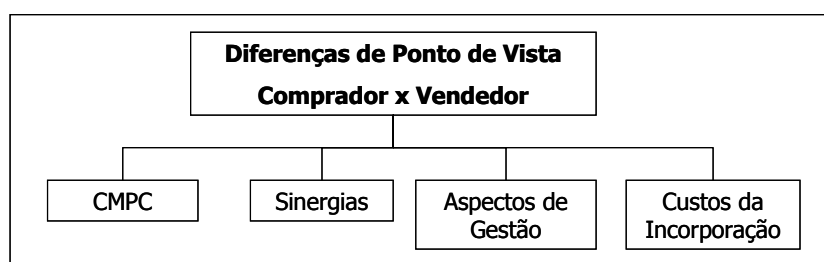 Diferenças de Ponto de Vista
Comprador x Vendedor
CMPC
Sinergias
Aspectos de
Gestão
Custos da
Incorporação